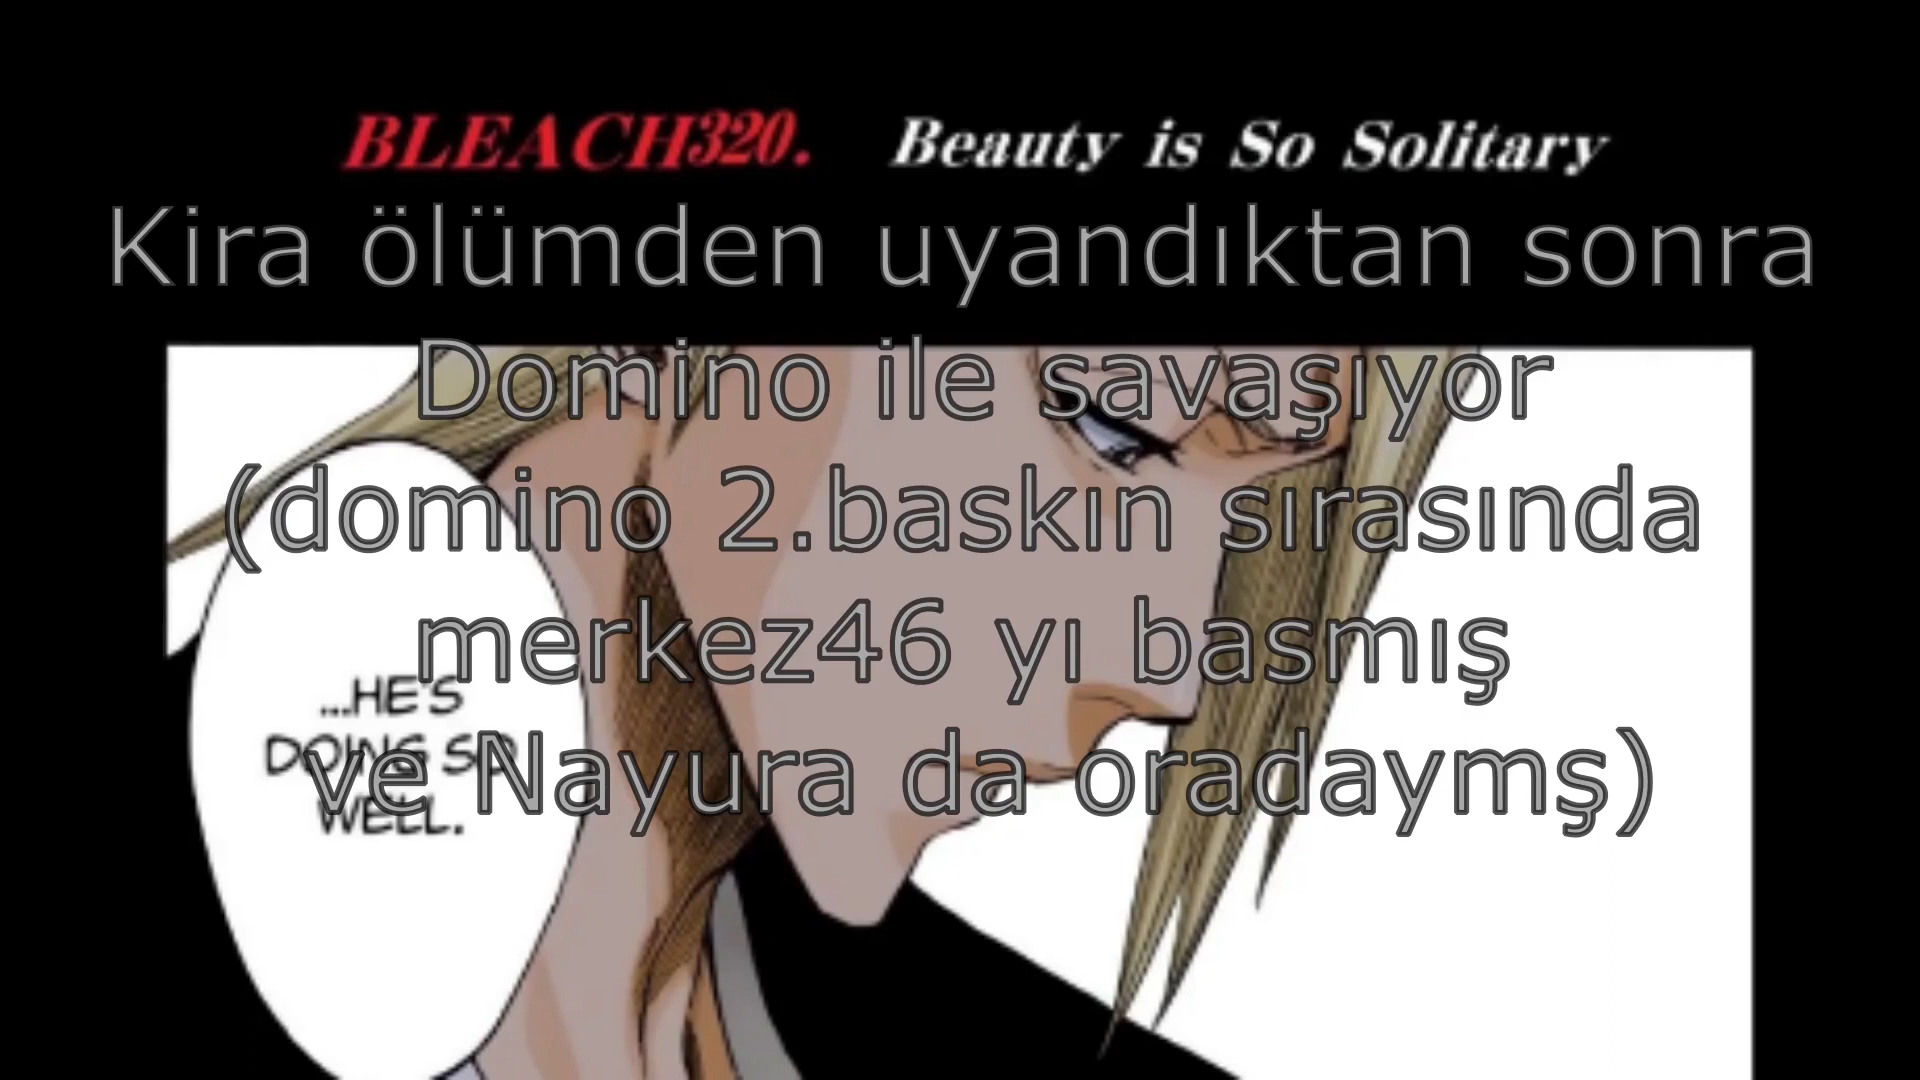 BLEACH320. Beauty is So Solitary
Kira ölümden uyandıktan sonra
Domino ile savaşıyor
(domino 2.baskın sırasında
merkez46 yı basmış
ve Nayura da oradaymş)
...HE'S
DOING SO
WELL.